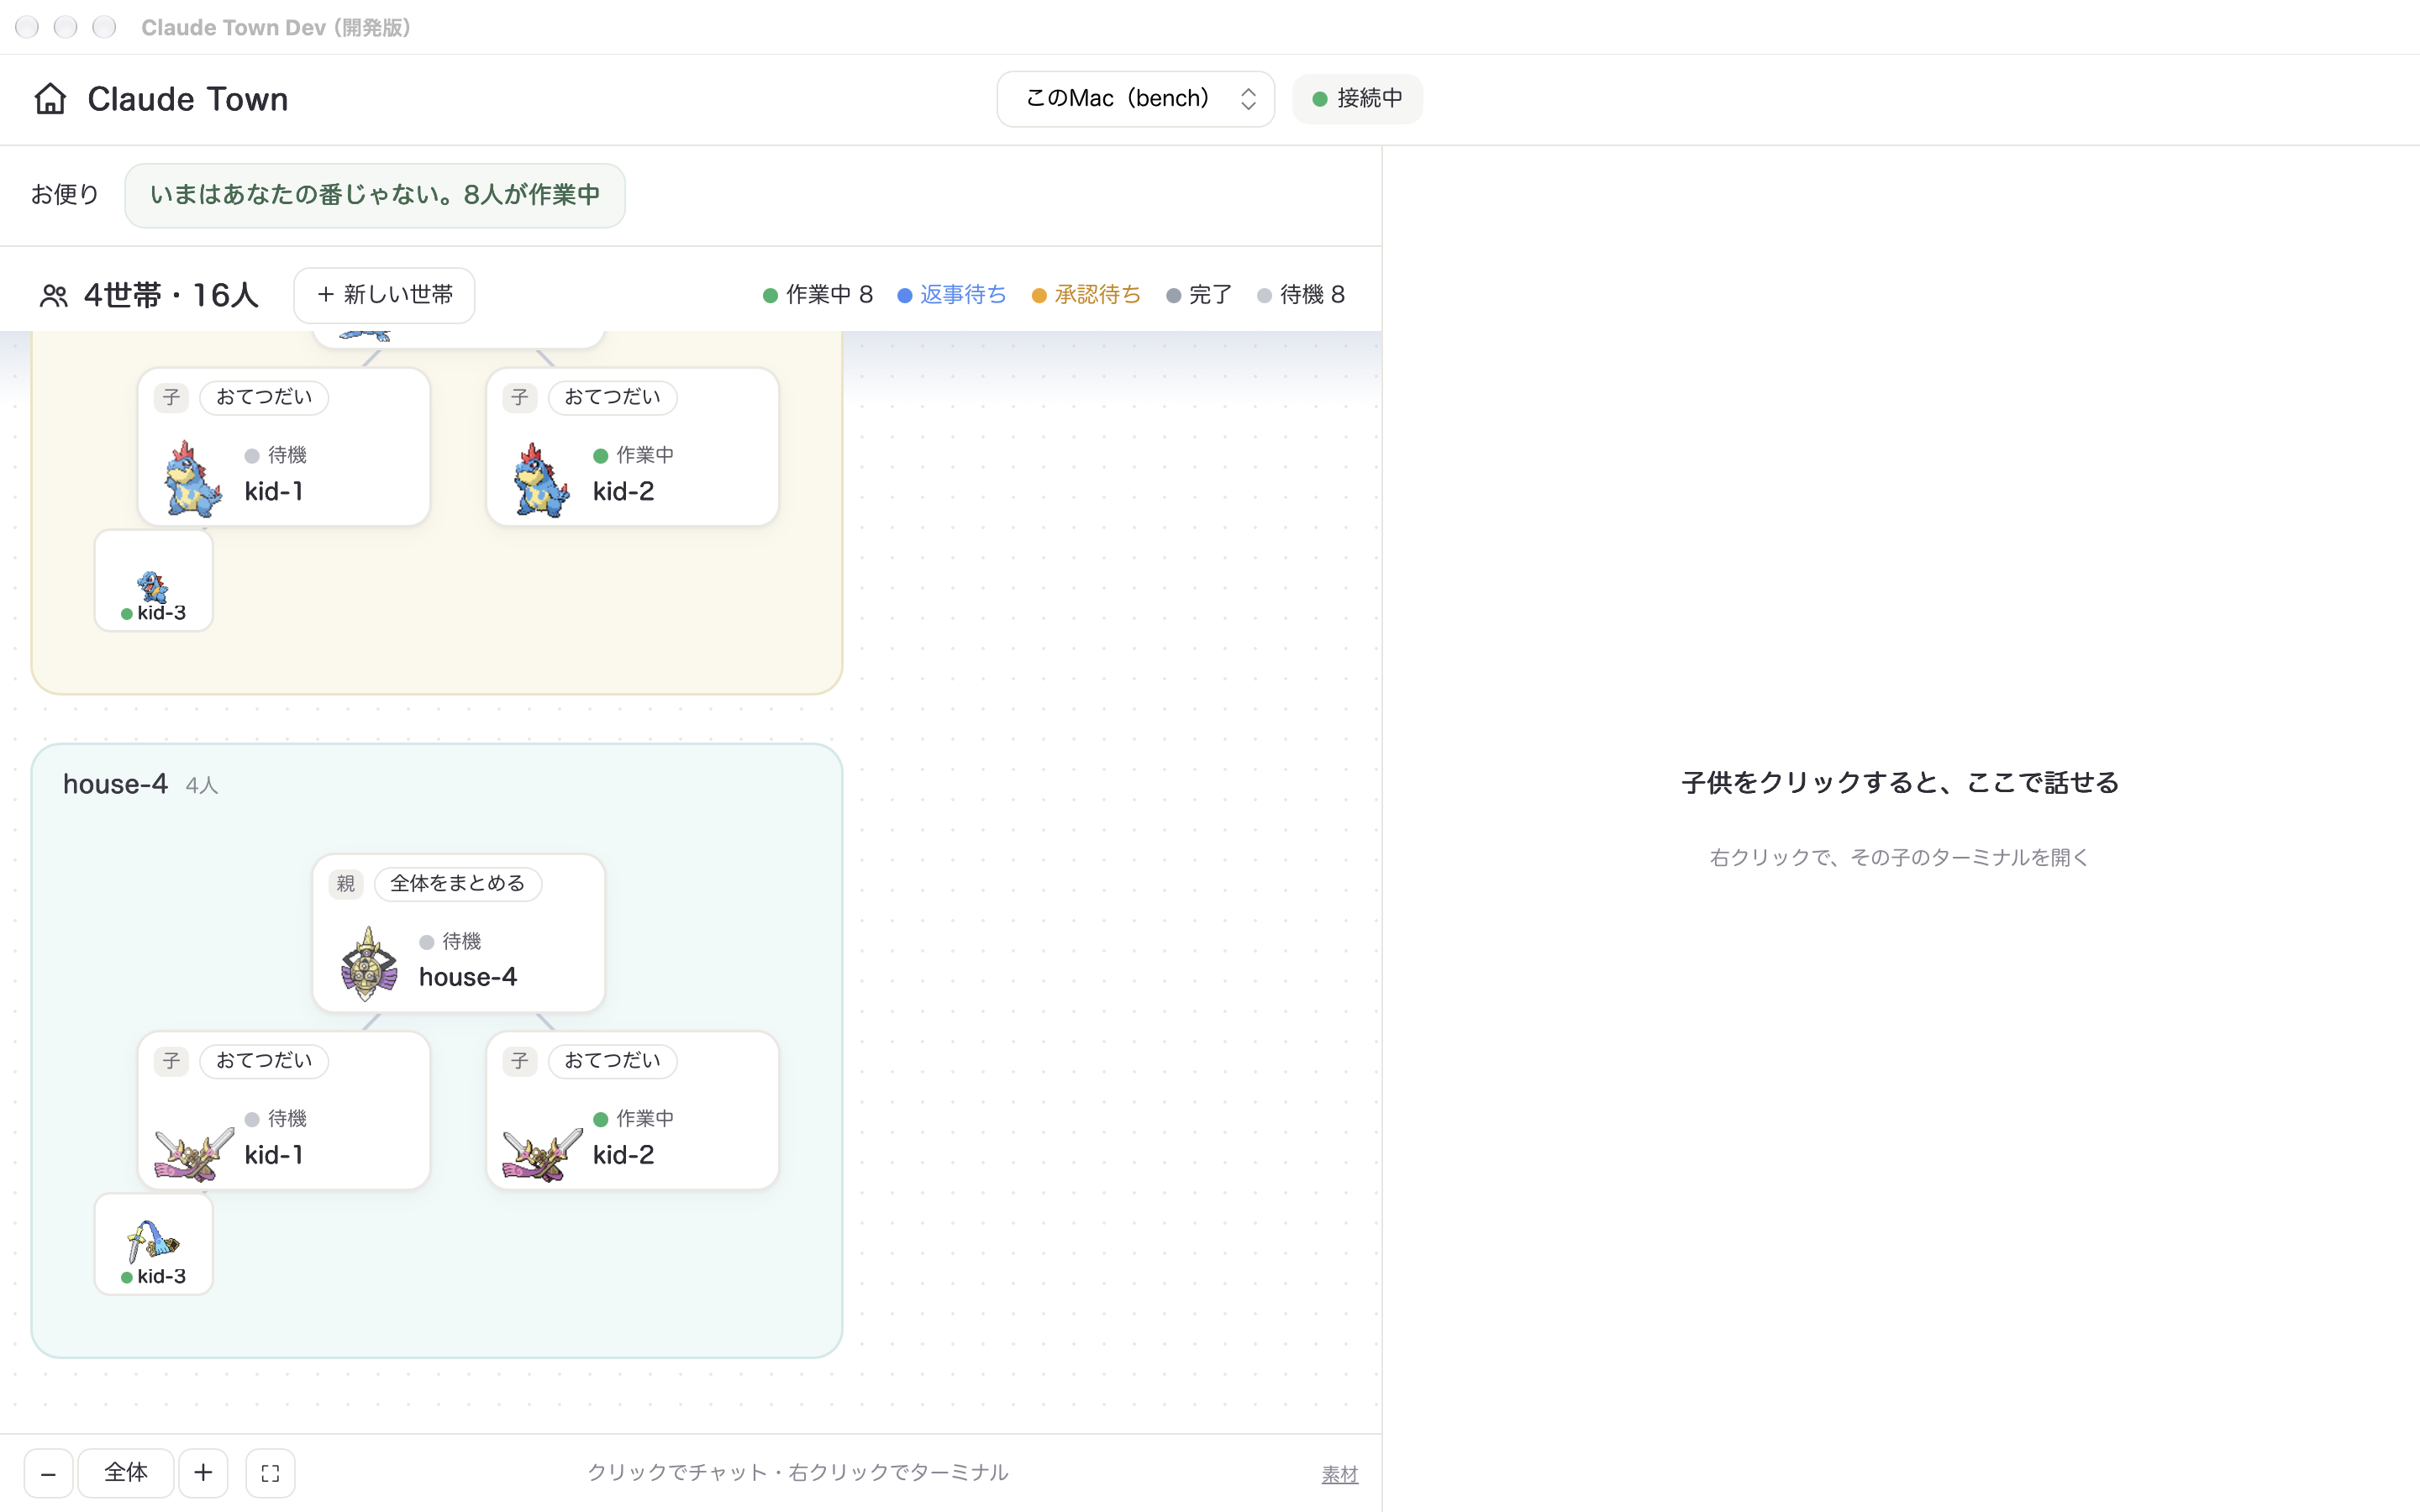 Claude Town Dev (開発版)
Claude Town
このMac（bench）
接続中
お便り
いまはあなたの番じゃない。8人が作業中
4世帯・16人
+ 新しい世帯
作業中 8
返事待ち
承認待ち
完了
待機 8
子 おてつだい
待機
kid-1
子 おてつだい
作業中
kid-2
kid-3
house-4 4人
親 全体をまとめる
待機
house-4
子 おてつだい
待機
kid-1
子 おてつだい
作業中
kid-2
kid-3
子供をクリックすると、ここで話せる
右クリックで、その子のターミナルを開く
− 全体 +
クリックでチャット・右クリックでターミナル
素材